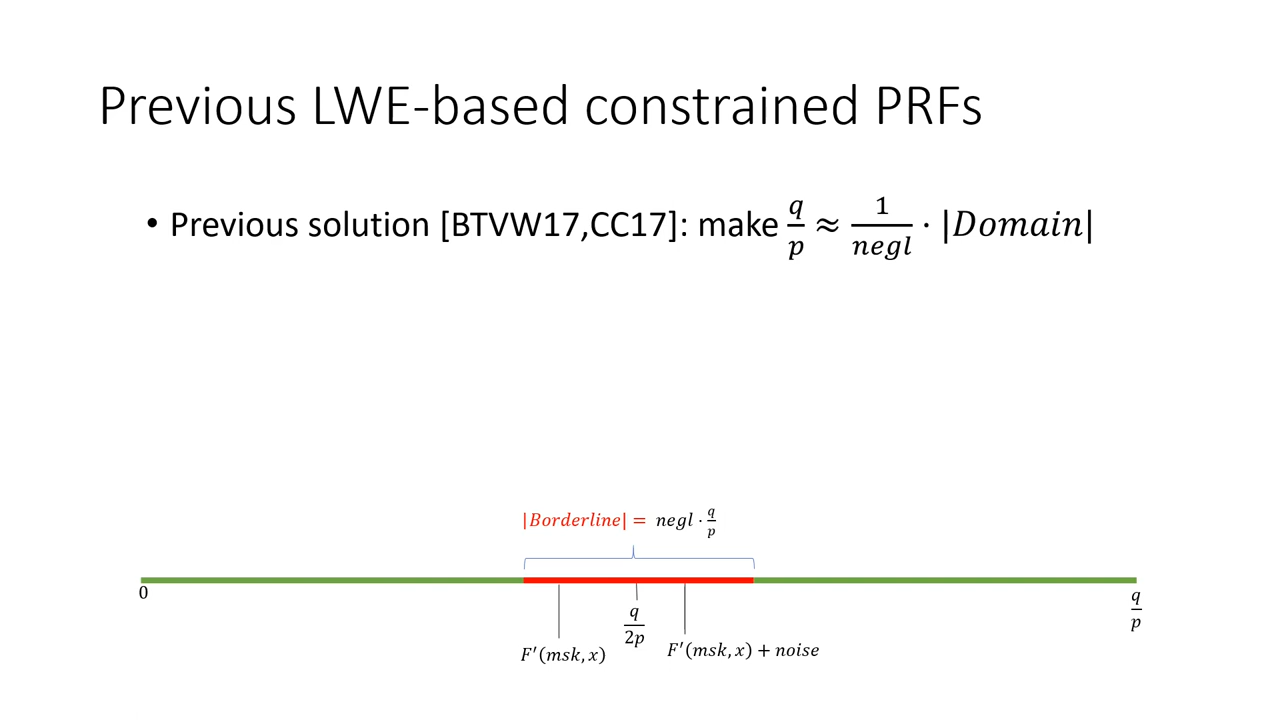 Previous LWE-based constrained PRFs
• Previous solution [BTVW17,CC17]: make q/p ≈ 1/negl · |Domain|
|Borderline| = negl · q/p
0
q/p
q/2p
F′(msk, x)
F′(msk, x) + noise